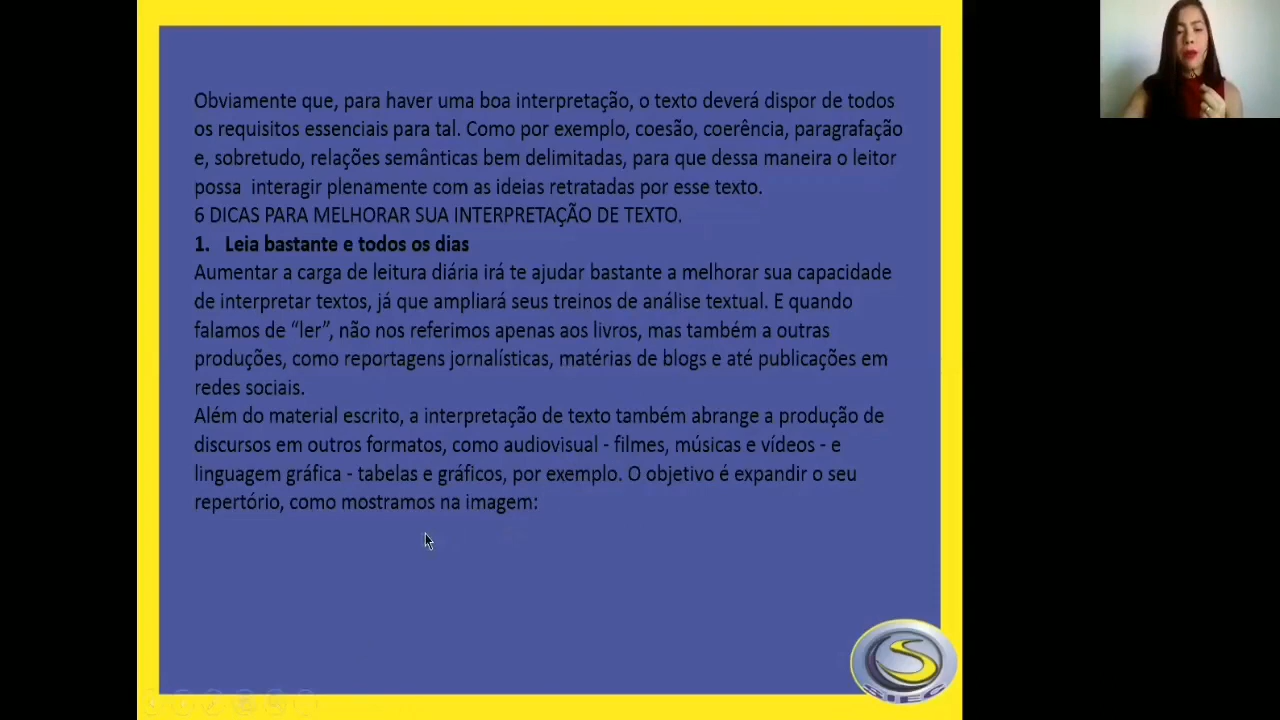 Obviamente que, para haver uma boa interpretação, o texto deverá dispor de todos
os requisitos essenciais para tal. Como por exemplo, coesão, coerência, paragrafação
e, sobretudo, relações semânticas bem delimitadas, para que dessa maneira o leitor
possa  interagir plenamente com as ideias retratadas por esse texto.
6 DICAS PARA MELHORAR SUA INTERPRETAÇÃO DE TEXTO.
1. Leia bastante e todos os dias
Aumentar a carga de leitura diária irá te ajudar bastante a melhorar sua capacidade
de interpretar textos, já que ampliará seus treinos de análise textual. E quando
falamos de “ler”, não nos referimos apenas aos livros, mas também a outras
produções, como reportagens jornalísticas, matérias de blogs e até publicações em
redes sociais.
Além do material escrito, a interpretação de texto também abrange a produção de
discursos em outros formatos, como audiovisual - filmes, músicas e vídeos - e
linguagem gráfica - tabelas e gráficos, por exemplo. O objetivo é expandir o seu
repertório, como mostramos na imagem:
SIEC